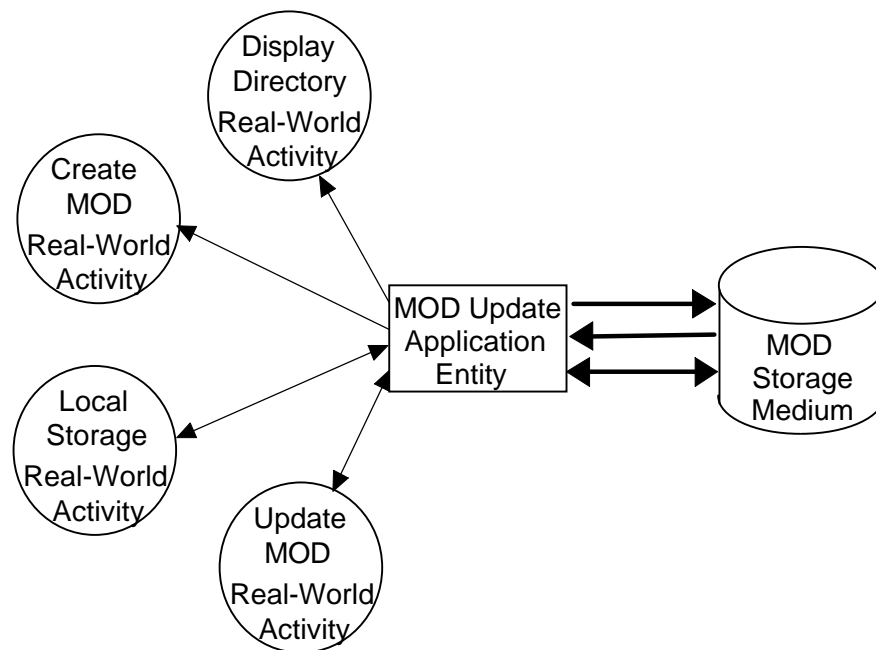 Display
Directory
Real-World
Activity
Create
MOD
Real-World
Activity
MOD Update
Application
Entity
MOD
Storage
Medium
Local
Storage
Real-World
Activity
Update
MOD
Real-World
Activity